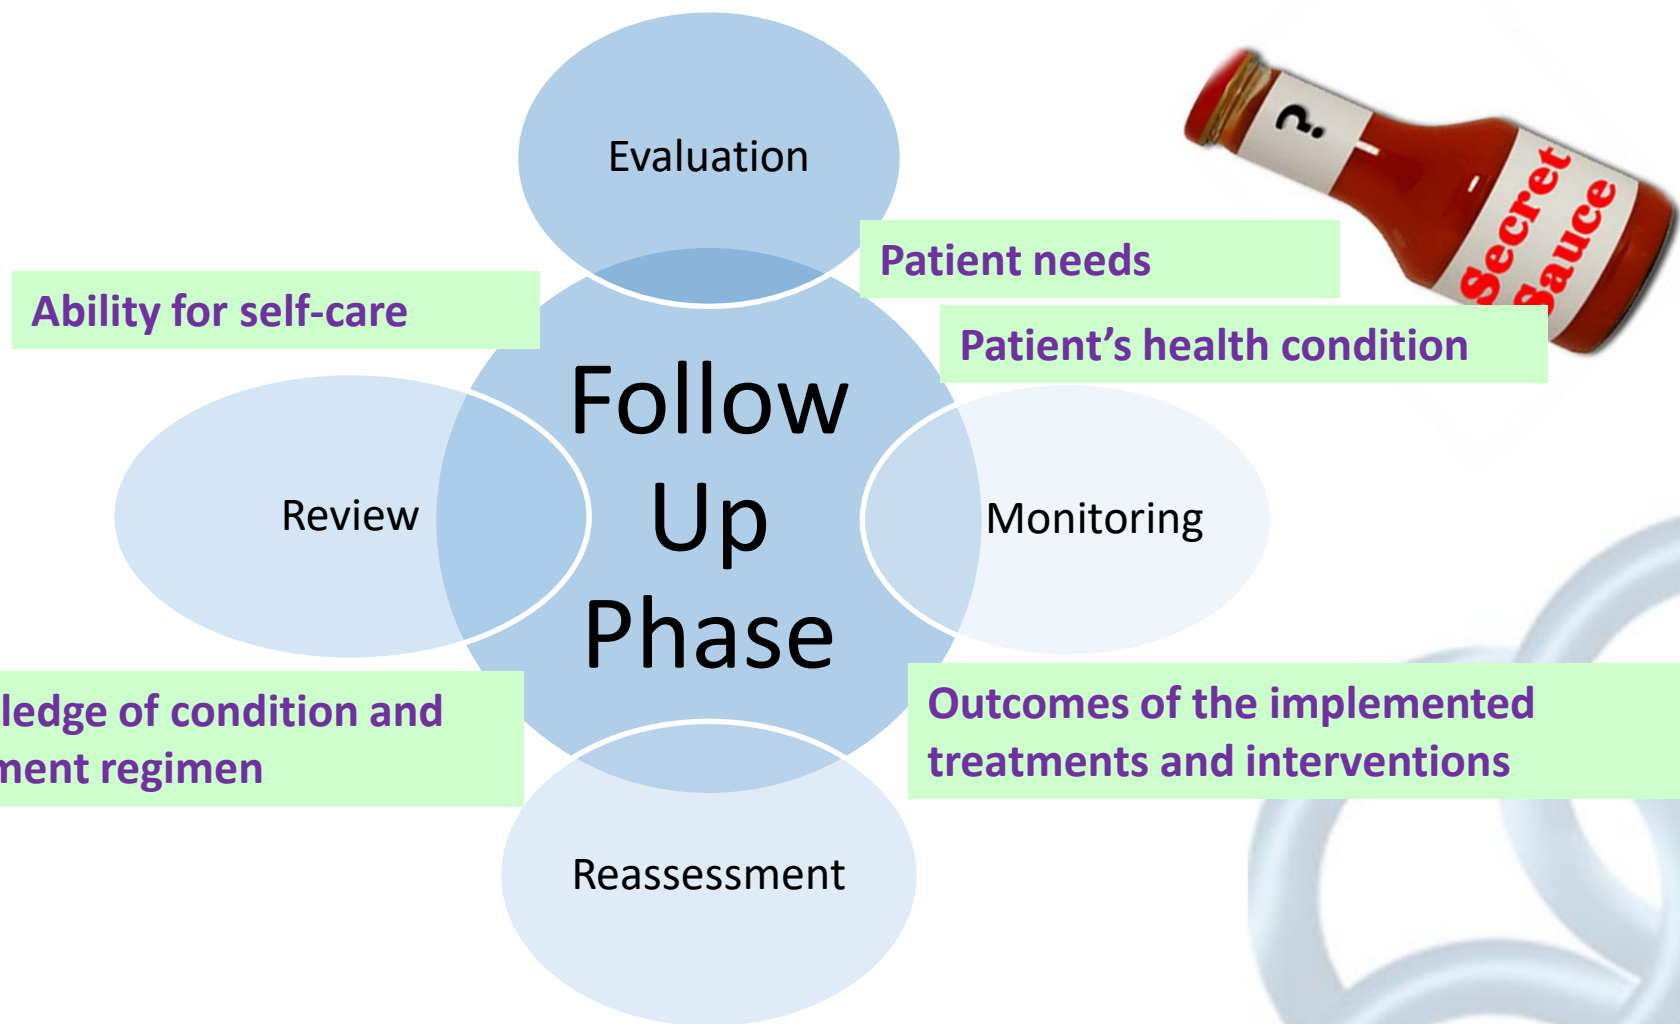 Evaluation
?
Secret
Sauce
Patient needs
Ability for self-care
Patient’s health condition
Follow
Up
Phase
Review
Monitoring
ledge of condition and
ment regimen
Outcomes of the implemented
treatments and interventions
Reassessment